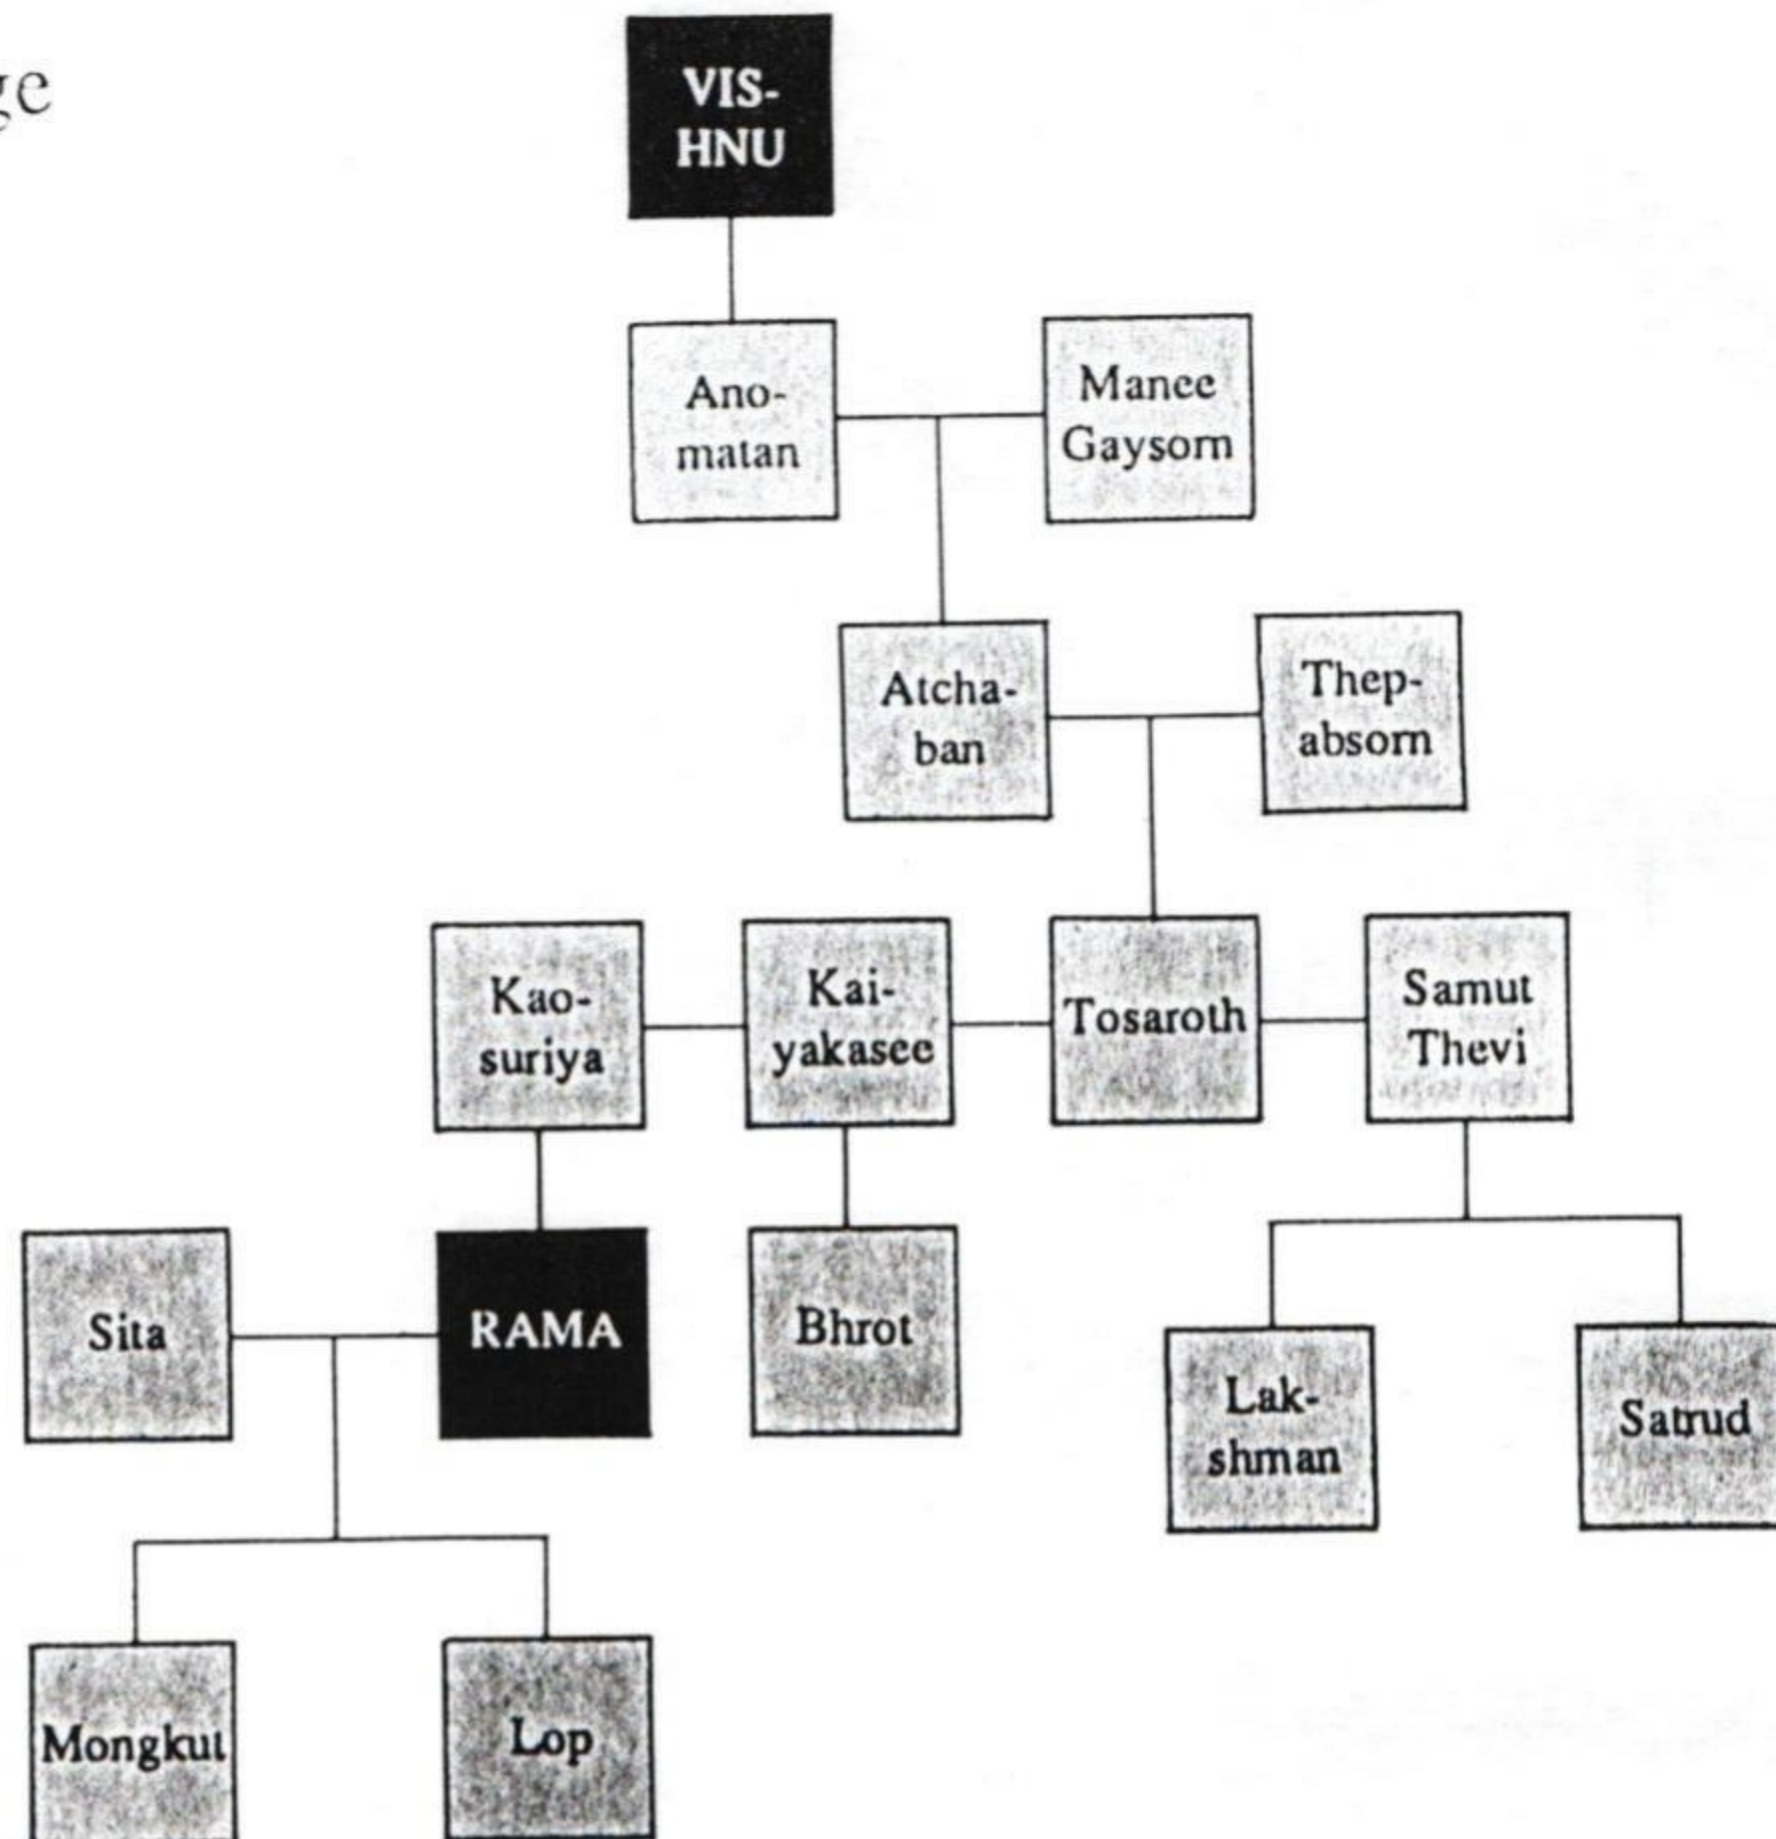 ge
VIS-
HNU
Ano-
matan
Manee
Gaysorn
Atcha-
ban
Thep-
absorn
Kao-
suriya
Kai-
yakasee
Tosaroth
Samut
Thevi
Sita
RAMA
Bhrot
Lak-
shman
Satrud
Mongkut
Lop